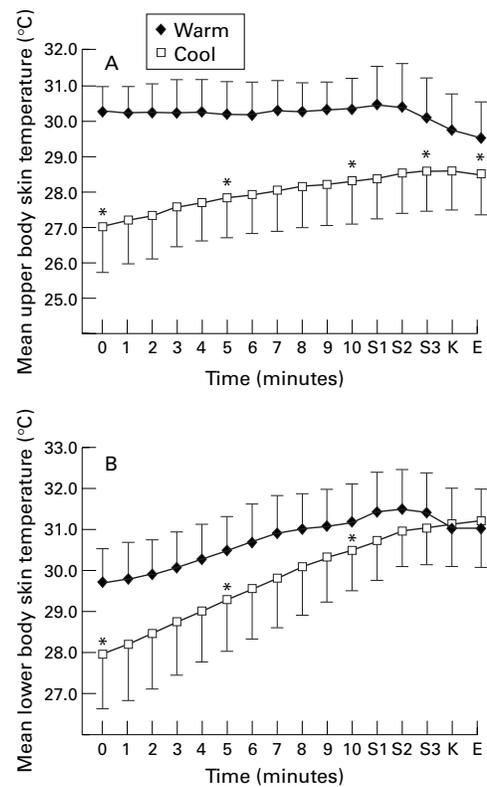 Warm
Cool
Mean upper body skin temperature (°C)
A
32.0
31.0
30.0
29.0
28.0
27.0
26.0
25.0
* * * * *
0 1 2 3 4 5 6 7 8 9 10 S1 S2 S3 K E
Time (minutes)
Mean lower body skin temperature (°C)
B
33.0
32.0
31.0
30.0
29.0
28.0
27.0
* * *
0 1 2 3 4 5 6 7 8 9 10 S1 S2 S3 K E
Time (minutes)